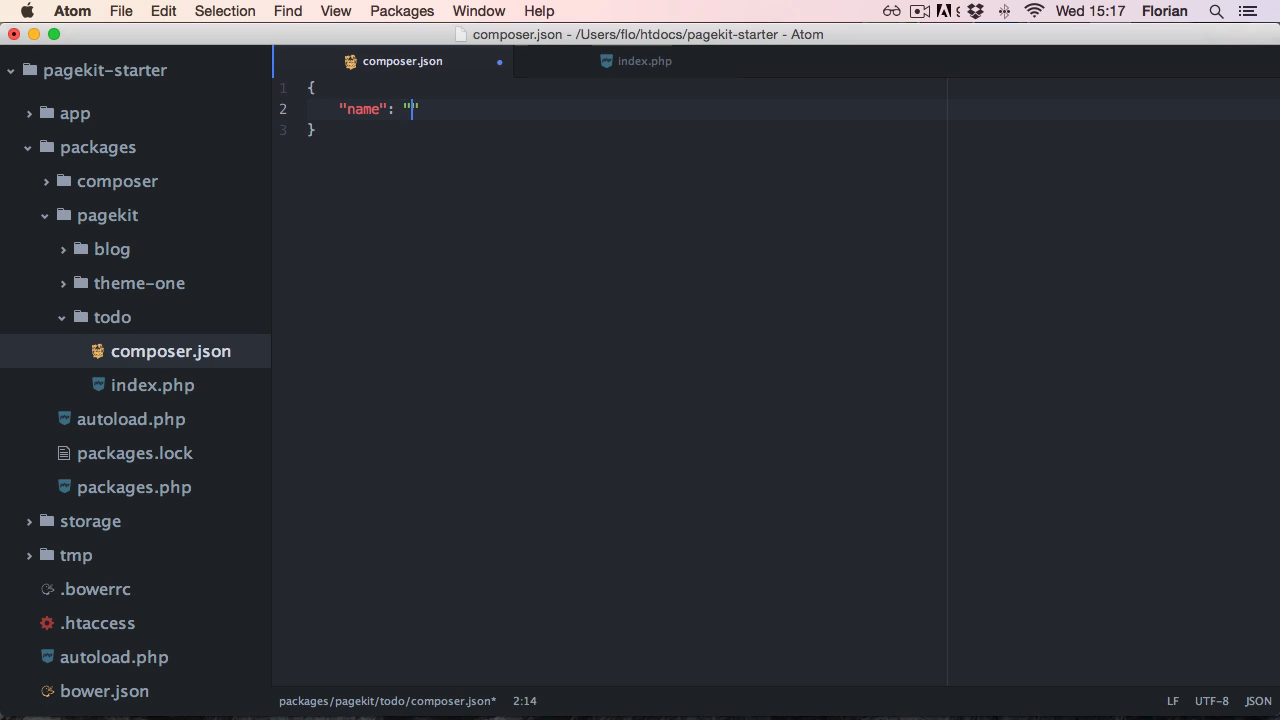 Atom File Edit Selection Find View Packages Window Help Wed 15:17 Florian
composer.json - /Users/flo/htdocs/pagekit-starter - Atom
pagekit-starter
app
packages
composer
pagekit
blog
theme-one
todo
composer.json
index.php
autoload.php
packages.lock
packages.php
storage
tmp
.bowerrc
.htaccess
autoload.php
bower.json
composer.json index.php
1 {
2 "name": ""
3 }
packages/pagekit/todo/composer.json* 2:14 LF UTF-8 JSON